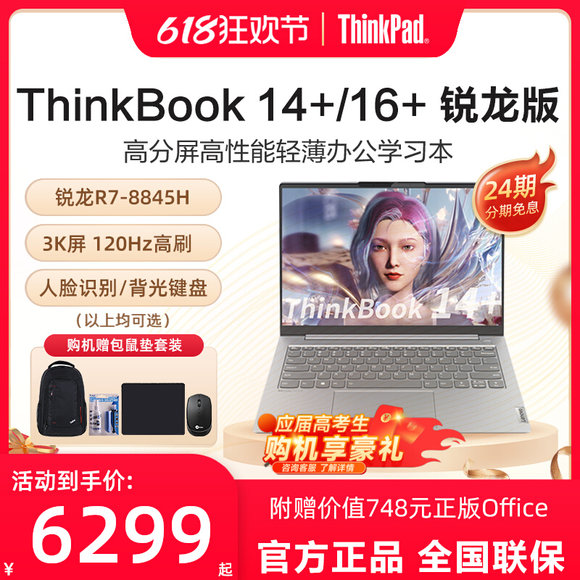 618狂欢节 ThinkPad
ThinkBook 14+/16+ 锐龙版
高分屏高性能轻薄办公学习本
锐龙R7-8845H
24期
分期免息
3K屏 120Hz高刷
人脸识别/背光键盘
(以上均可选)
购机赠包鼠垫套装
ThinkBook 14+
Lenovo
应届高考生
购机享豪礼
咨询客服 了解详情
活动到手价:
¥6299起
附赠价值748元正版Office
官方正品 全国联保